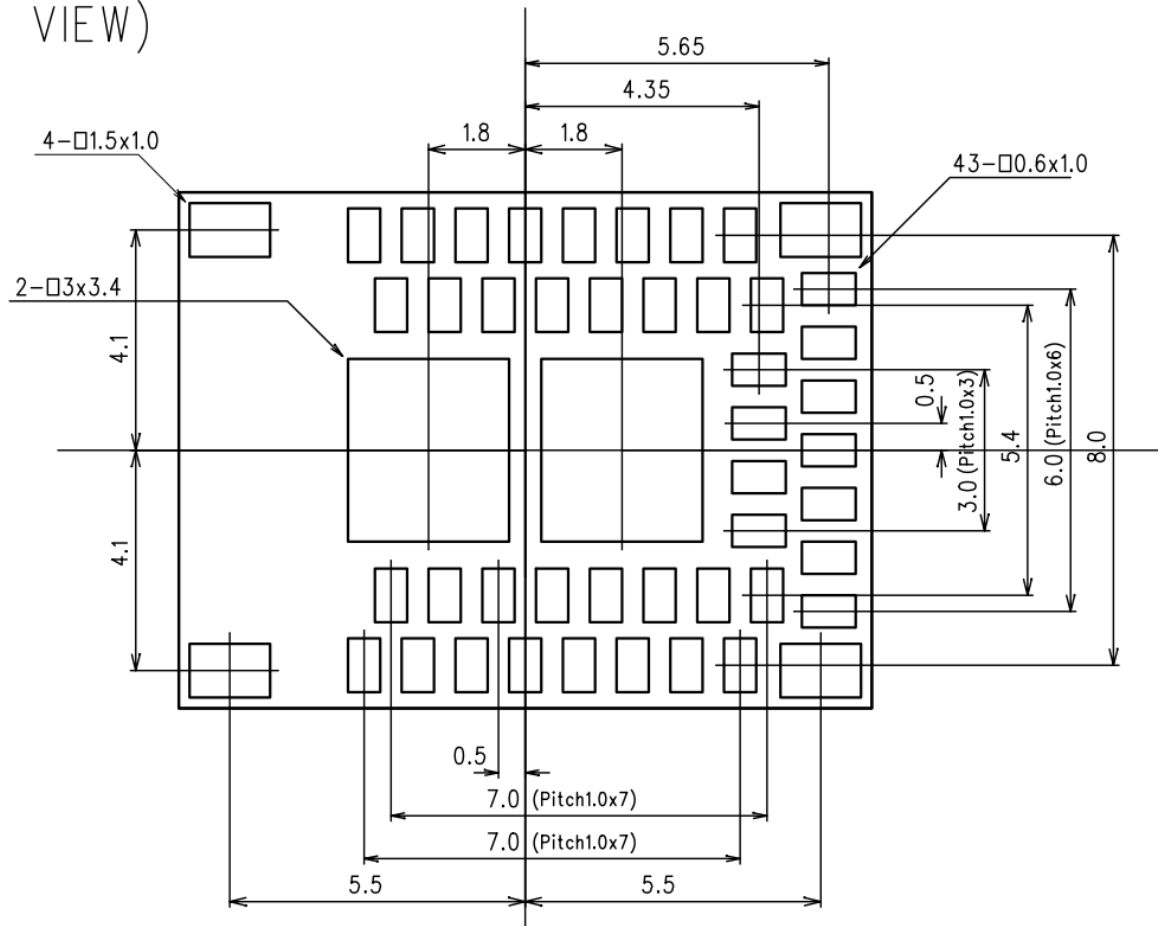 VIEW)
5.65
4.35
1.8
1.8
4-□1.5x1.0
43-□0.6x1.0
2-□3x3.4
4.1
4.1
0.5
3.0 (Pitch1.0x3)
5.4
6.0 (Pitch1.0x6)
8.0
0.5
7.0 (Pitch1.0x7)
7.0 (Pitch1.0x7)
5.5
5.5